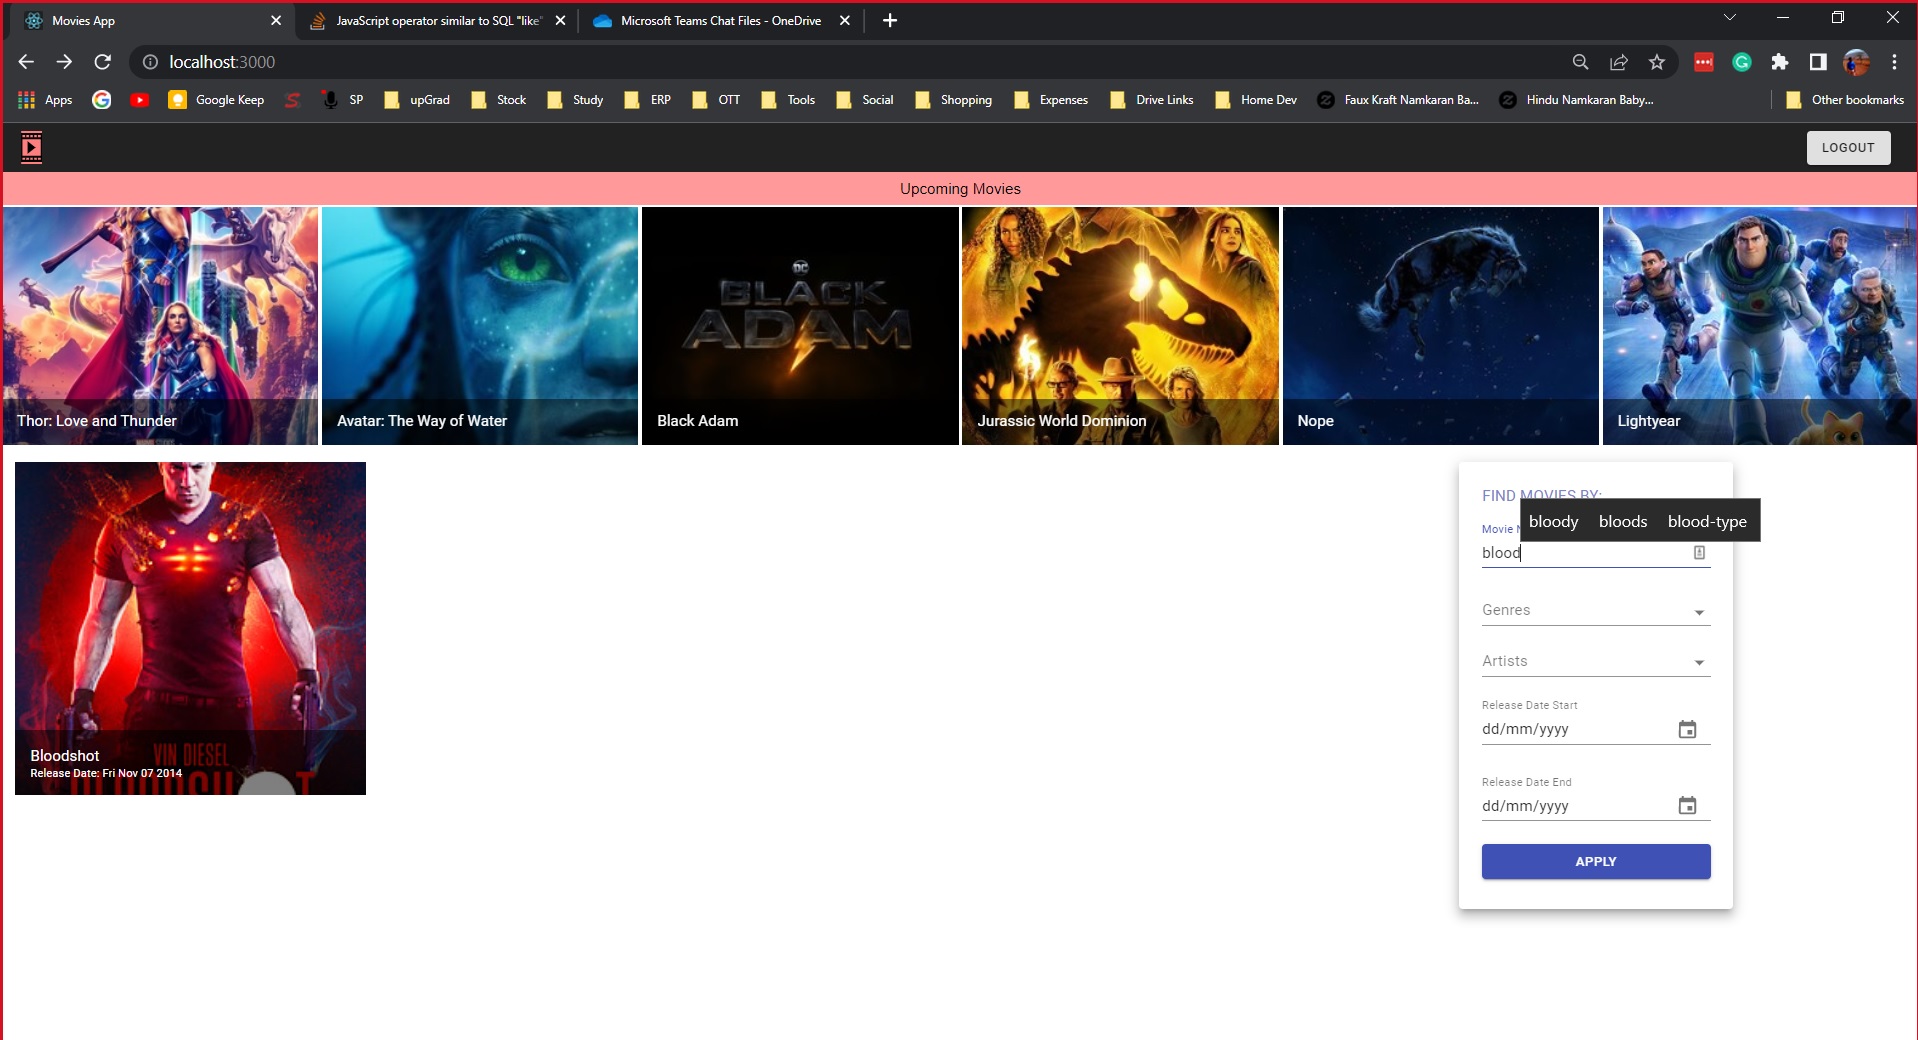 Movies App
JavaScript operator similar to SQL "like"
Microsoft Teams Chat Files - OneDrive
localhost:3000
Apps
Google Keep
SP
upGrad
Stock
Study
ERP
OTT
Tools
Social
Shopping
Expenses
Drive Links
Home Dev
Faux Kraft Namkaran Ba...
Hindu Namkaran Baby...
Other bookmarks
LOGOUT
Upcoming Movies
DC
BLACK
ADAM
Thor: Love and Thunder
Avatar: The Way of Water
Black Adam
Jurassic World Dominion
Nope
Lightyear
VIN DIESEL
Bloodshot
Release Date: Fri Nov 07 2014
FIND MOVIES BY:
bloody bloods blood-type
Movie
blood
Genres
Artists
Release Date Start
dd/mm/yyyy
Release Date End
dd/mm/yyyy
APPLY